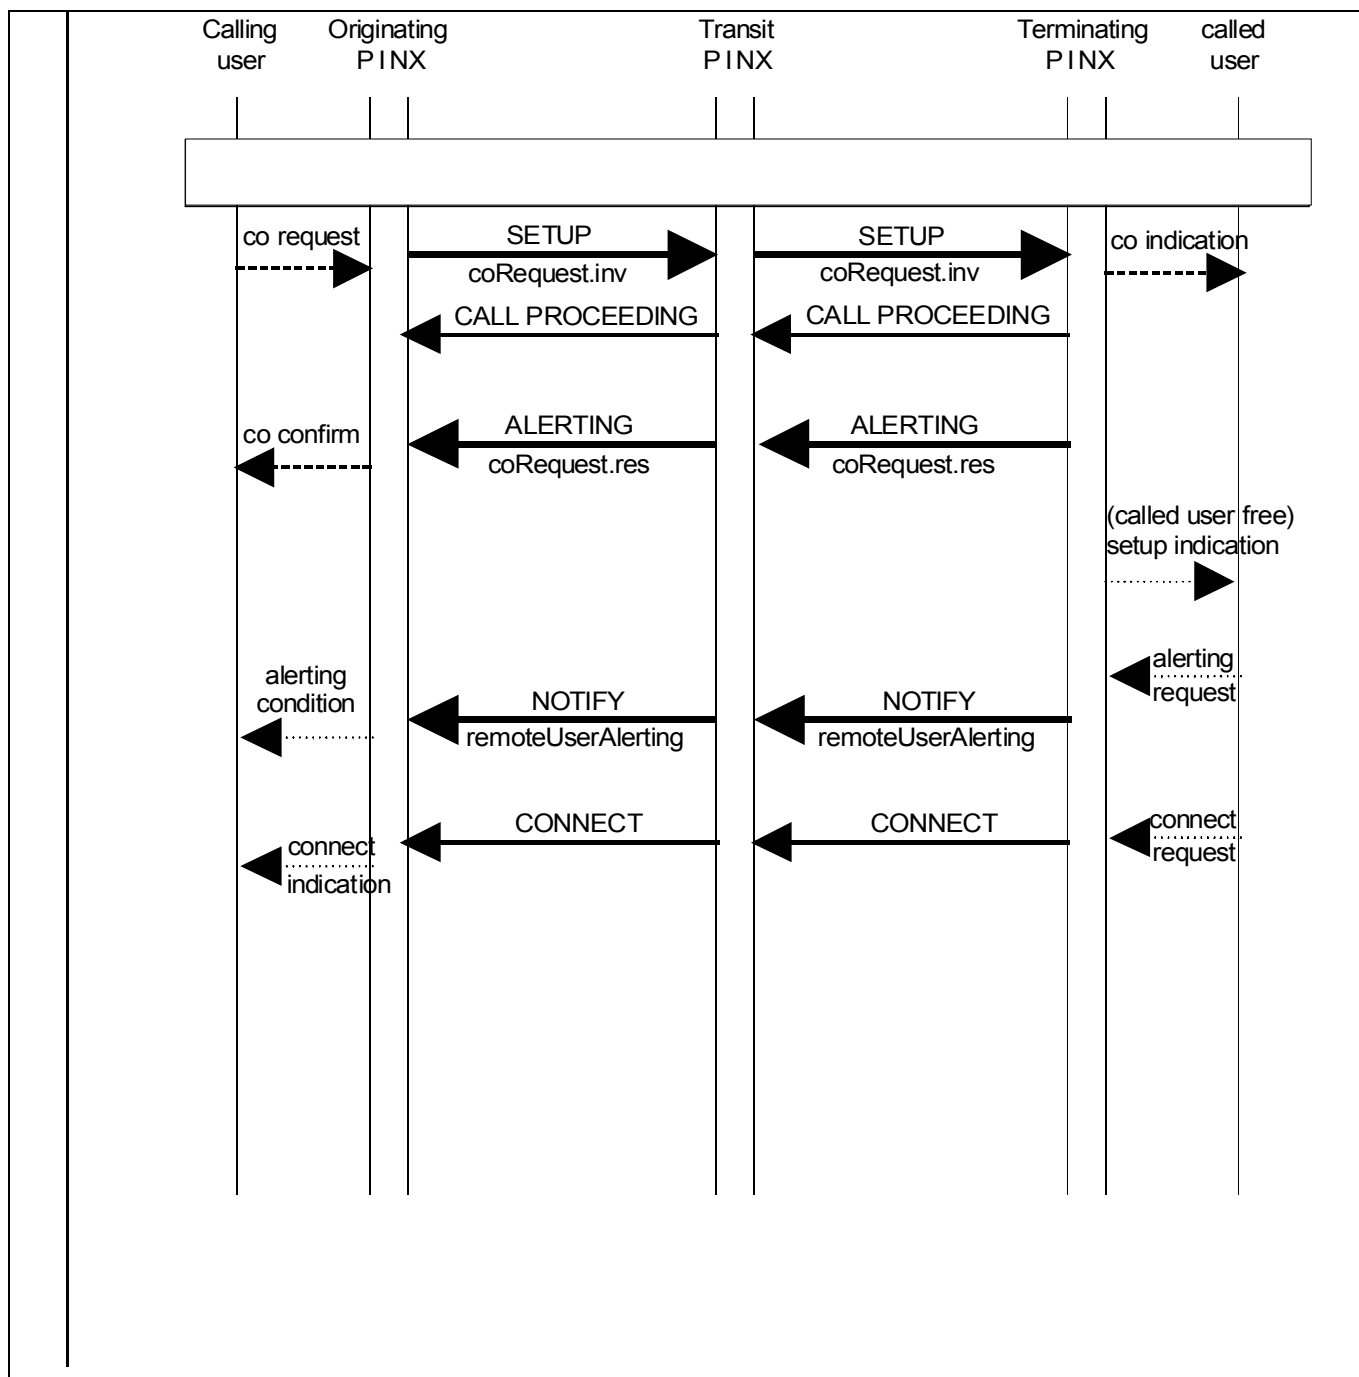 Calling Originating Transit Terminating called
user PINX PINX PINX user
co request SETUP SETUP co indication
coRequest.inv coRequest.inv
CALL PROCEEDING CALL PROCEEDING
co confirm ALERTING ALERTING
coRequest.res coRequest.res
(called user free)
setup indication
alerting
request
alerting
condition
NOTIFY NOTIFY
remoteUserAlerting remoteUserAlerting
CONNECT CONNECT
connect
request
connect
indication